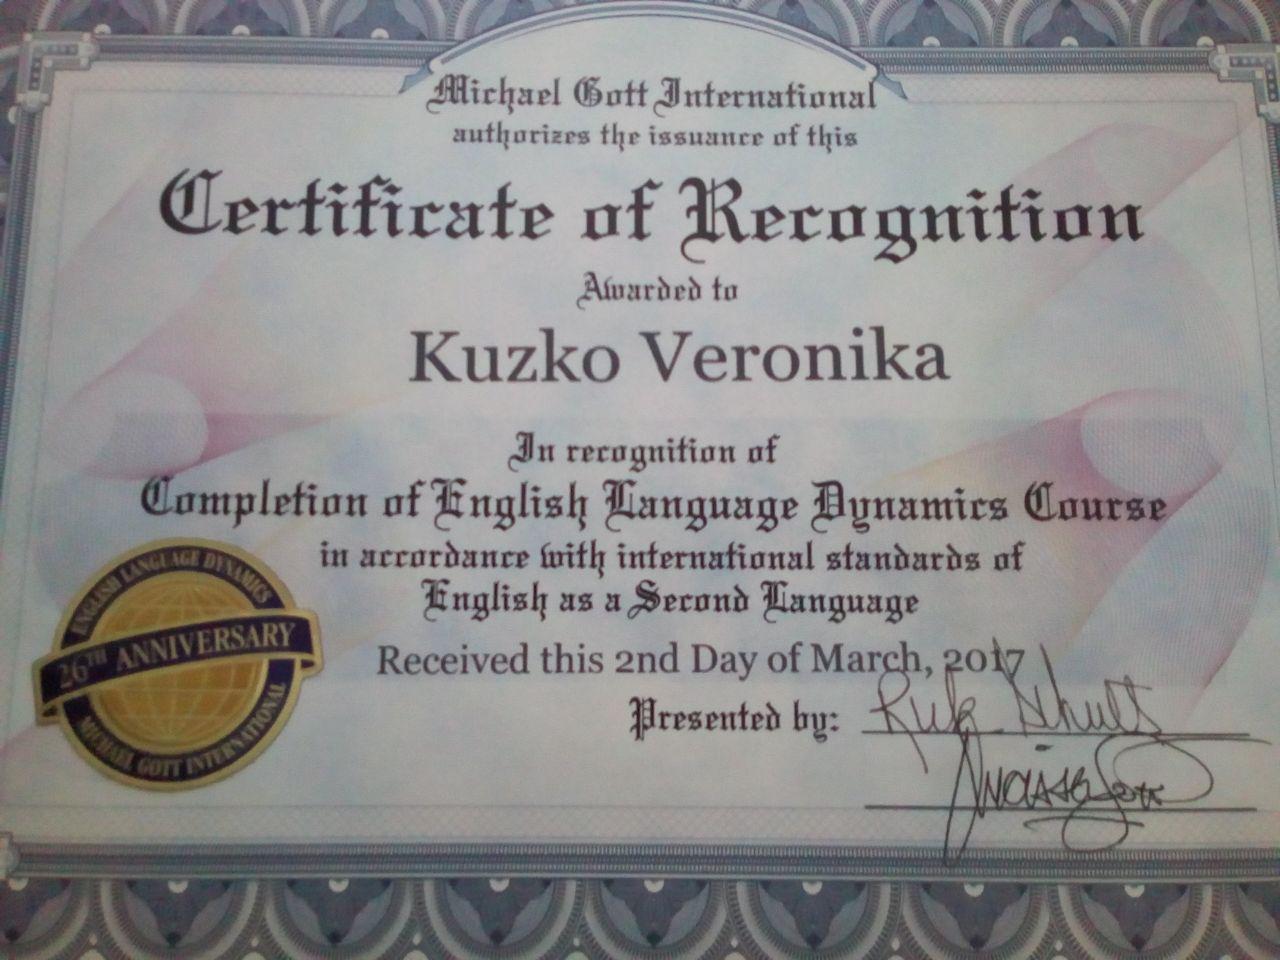 Michael Gott International
authorizes the issuance of this
Certificate of Recognition
Awarded to
Kuzko Veronika
In recognition of
Completion of English Language Dynamics Course
in accordance with international standards of
English as a Second Language
Received this 2nd Day of March, 2017
Presented by:
ENGLISH LANGUAGE DYNAMICS
26TH ANNIVERSARY
MICHAEL GOTT INTERNATIONAL